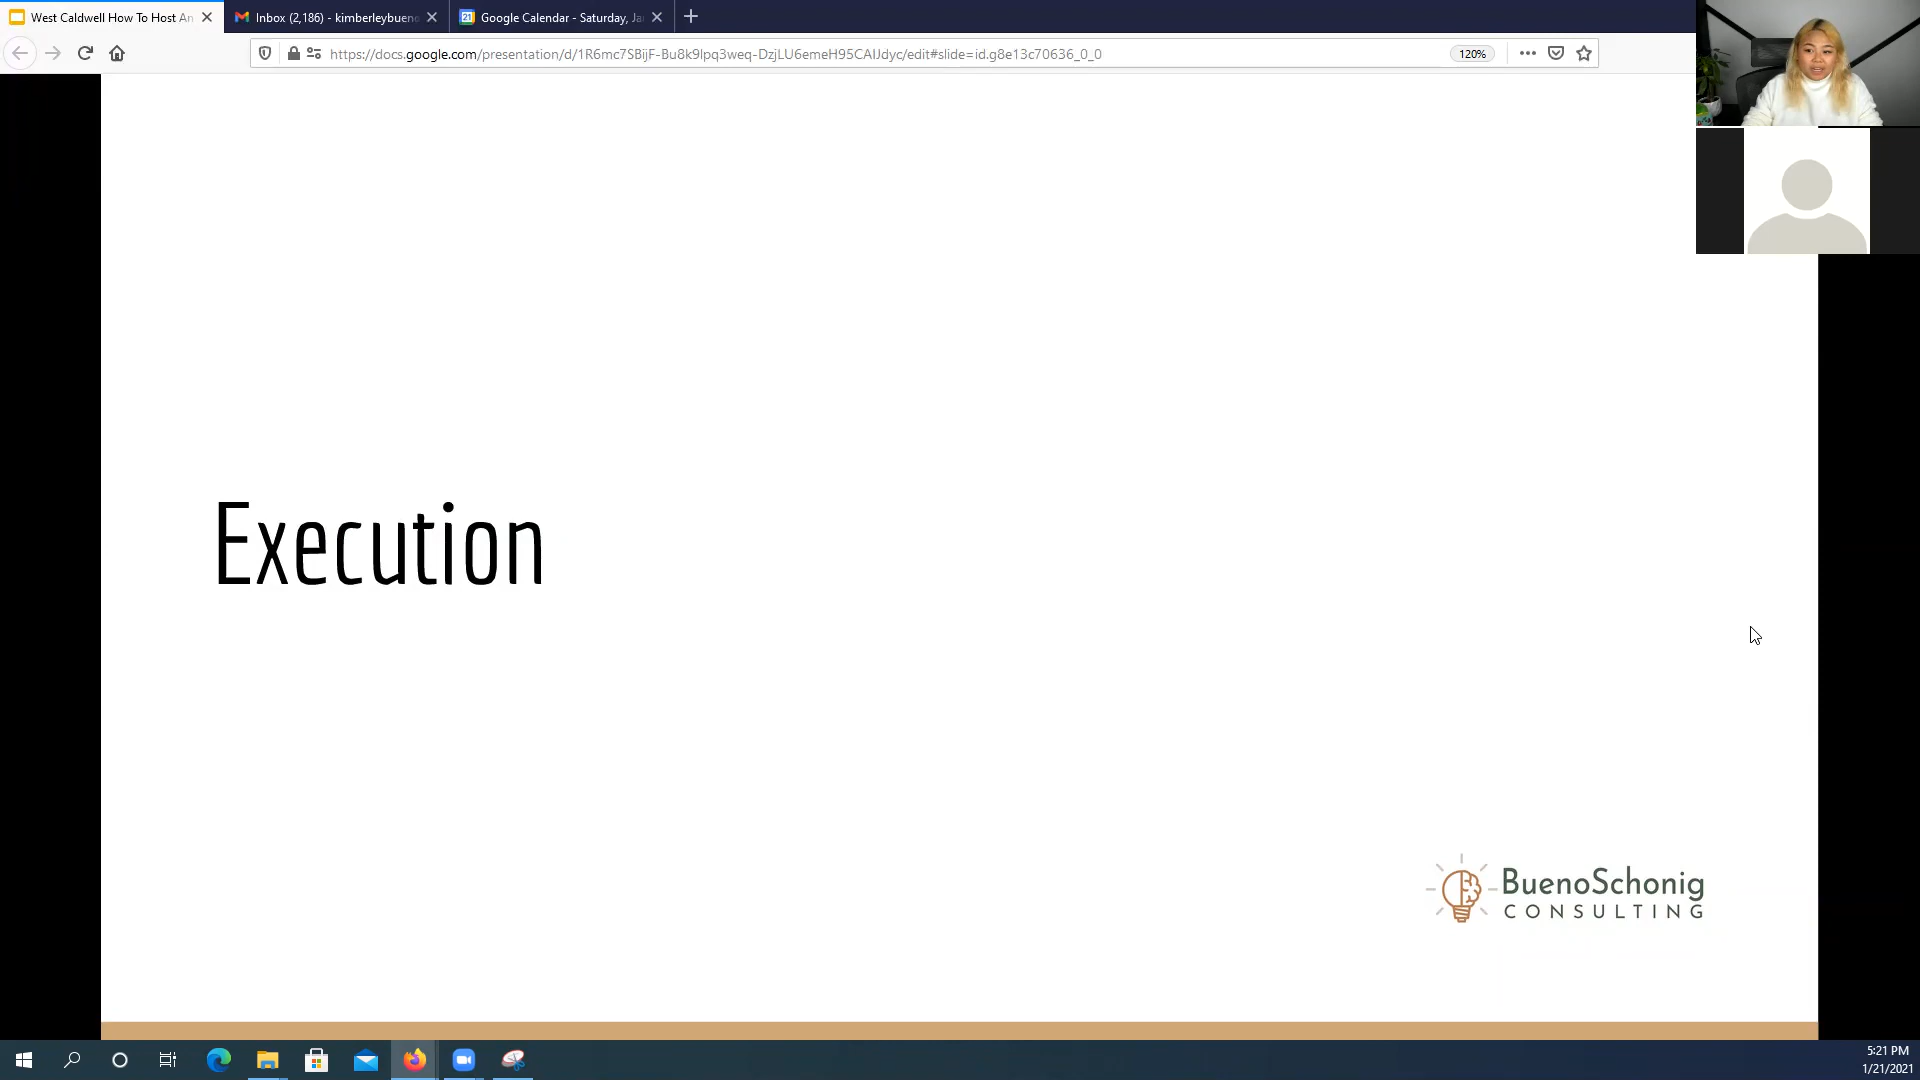 West Caldwell How To Host An
Inbox (2,186) - kimberleybueno
Google Calendar - Saturday, Ja
https://docs.google.com/presentation/d/1R6mc7SBijF-Bu8k9lpq3weq-DzjLU6emeH95CAIJdyc/edit#slide=id.g8e13c70636_0_0
120%
Execution
BuenoSchonig
CONSULTING
5:21 PM
1/21/2021